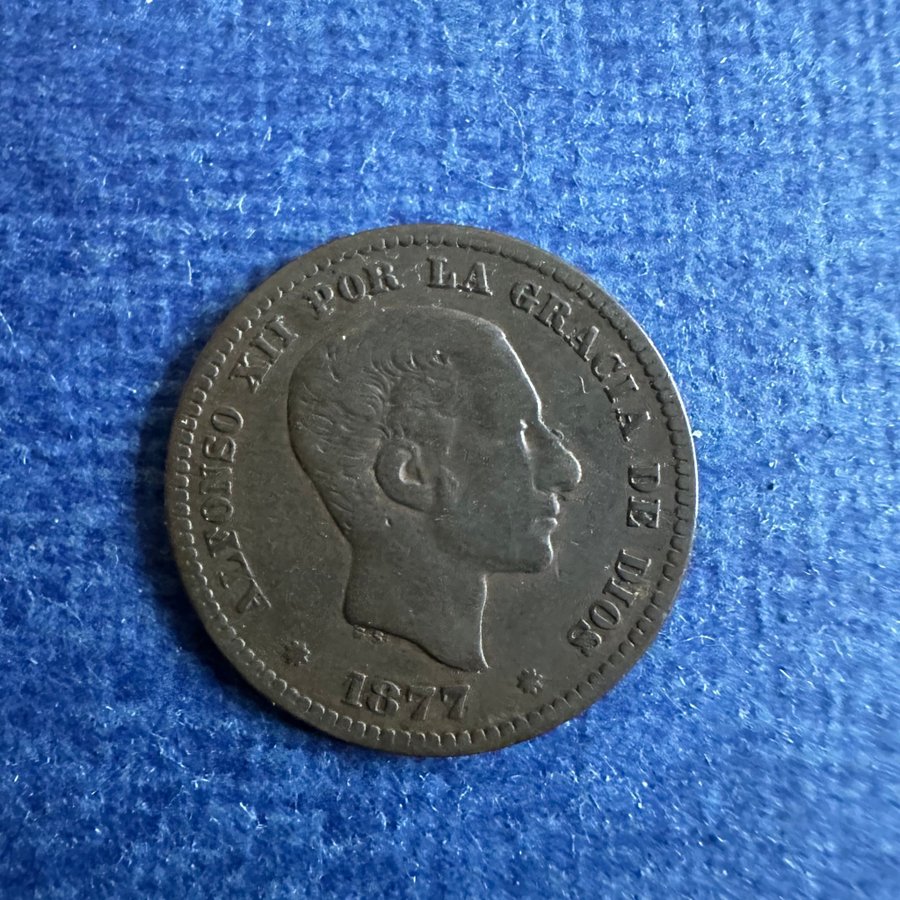 ALFONSO XII POR LA GRACIA DE DIOS
* 1877 *